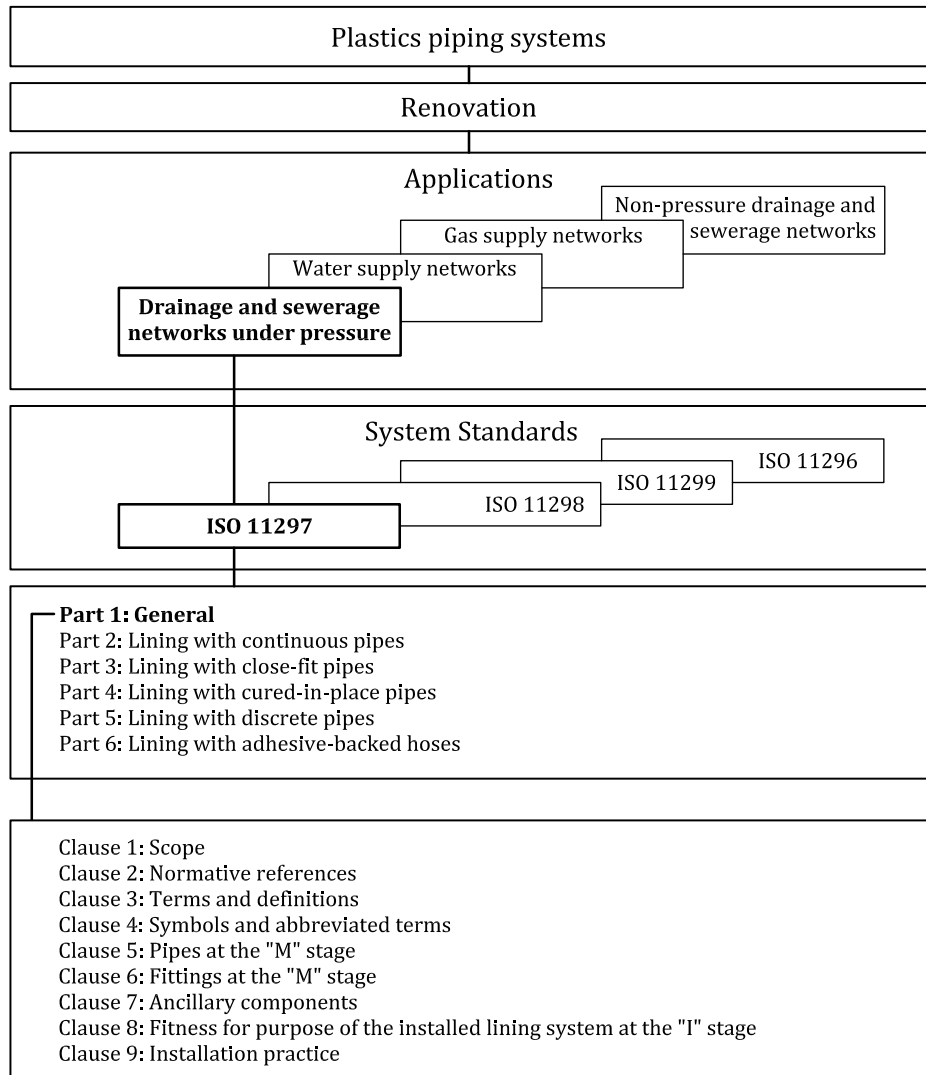 Plastics piping systems
Renovation
Applications
Non-pressure drainage and
sewerage networks
Gas supply networks
Water supply networks
Drainage and sewerage
networks under pressure
System Standards
ISO 11296
ISO 11299
ISO 11298
ISO 11297
Part 1: General
Part 2: Lining with continuous pipes
Part 3: Lining with close-fit pipes
Part 4: Lining with cured-in-place pipes
Part 5: Lining with discrete pipes
Part 6: Lining with adhesive-backed hoses
Clause 1: Scope
Clause 2: Normative references
Clause 3: Terms and definitions
Clause 4: Symbols and abbreviated terms
Clause 5: Pipes at the "M" stage
Clause 6: Fittings at the "M" stage
Clause 7: Ancillary components
Clause 8: Fitness for purpose of the installed lining system at the "I" stage
Clause 9: Installation practice